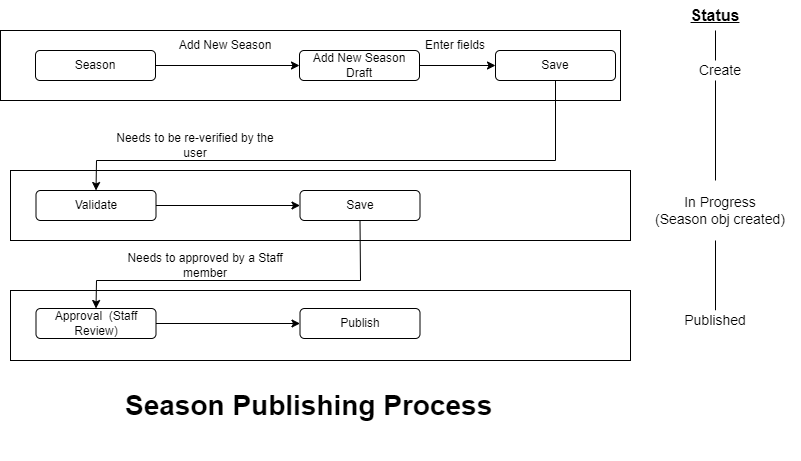 Status
Add New Season
Enter fields
Season
Add New Season
Draft
Save
Create
Needs to be re-verified by the
user
Validate
Save
In Progress
(Season obj created)
Needs to approved by a Staff
member
Approval  (Staff
Review)
Publish
Published
Season Publishing Process